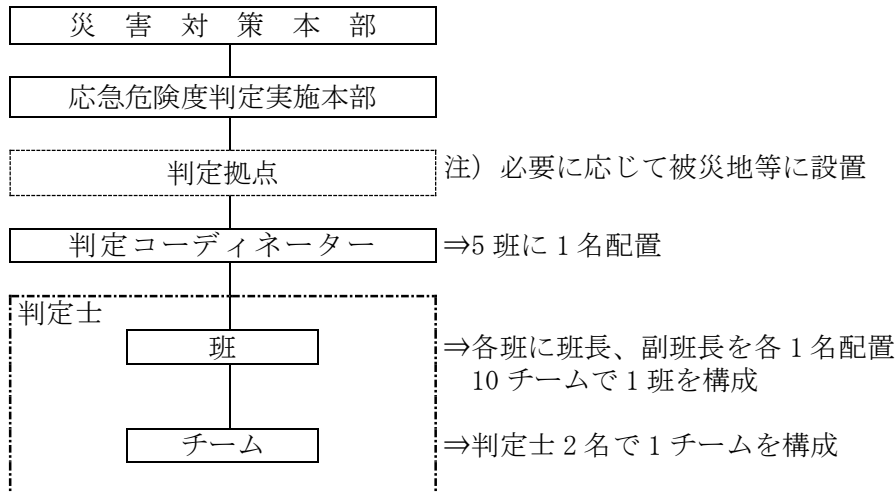 災害対策本部
応急危険度判定実施本部
判定拠点
注）必要に応じて被災地等に設置
判定コーディネーター
⇒5班に1名配置
判定士
班
⇒各班に班長、副班長を各1名配置
10チームで1班を構成
チーム
⇒判定士2名で1チームを構成